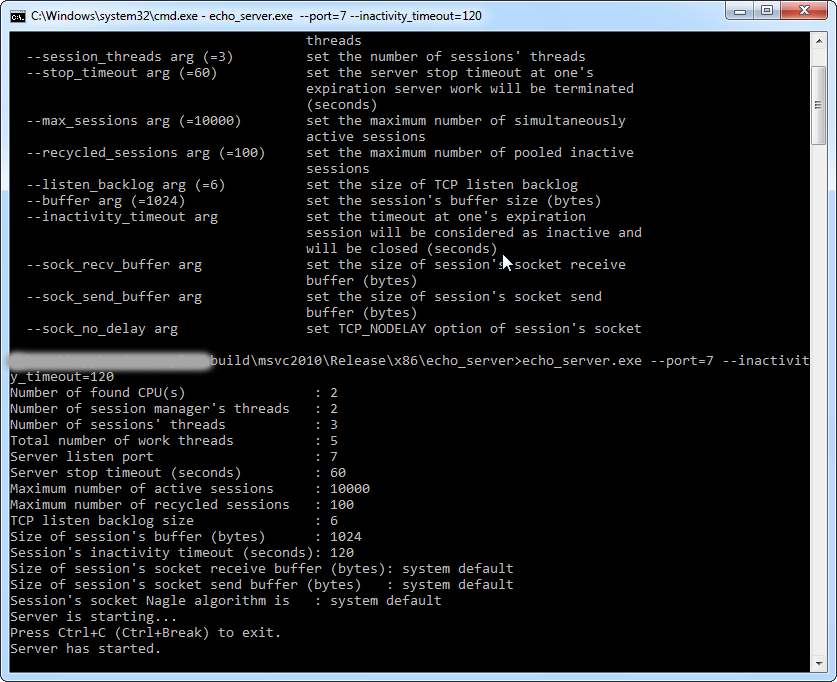 C:\Windows\system32\cmd.exe - echo_server.exe  --port=7 --inactivity_timeout=120
threads
--session_threads arg (=3)         set the number of sessions' threads
--stop_timeout arg (=60)           set the server stop timeout at one's
expiration server work will be terminated
(seconds)
--max_sessions arg (=10000)        set the maximum number of simultaneously
active sessions
--recycled_sessions arg (=100)     set the maximum number of pooled inactive
sessions
--listen_backlog arg (=6)          set the size of TCP listen backlog
--buffer arg (=1024)               set the session's buffer size (bytes)
--inactivity_timeout arg           set the timeout at one's expiration
session will be considered as inactive and
will be closed (seconds)
--sock_recv_buffer arg             set the size of session's socket receive
buffer (bytes)
--sock_send_buffer arg             set the size of session's socket send
buffer (bytes)
--sock_no_delay arg                set TCP_NODELAY option of session's socket
build\msvc2010\Release\x86\echo_server>echo_server.exe --port=7 --inactivit
y_timeout=120
Number of found CPU(s)                : 2
Number of session manager's threads   : 2
Number of sessions' threads           : 3
Total number of work threads          : 5
Server listen port                    : 7
Server stop timeout (seconds)         : 60
Maximum number of active sessions     : 10000
Maximum number of recycled sessions   : 100
TCP listen backlog size               : 6
Size of session's buffer (bytes)      : 1024
Session's inactivity timeout (seconds): 120
Size of session's socket receive buffer (bytes): system default
Size of session's socket send buffer (bytes)   : system default
Session's socket Nagle algorithm is   : system default
Server is starting...
Press Ctrl+C (Ctrl+Break) to exit.
Server has started.